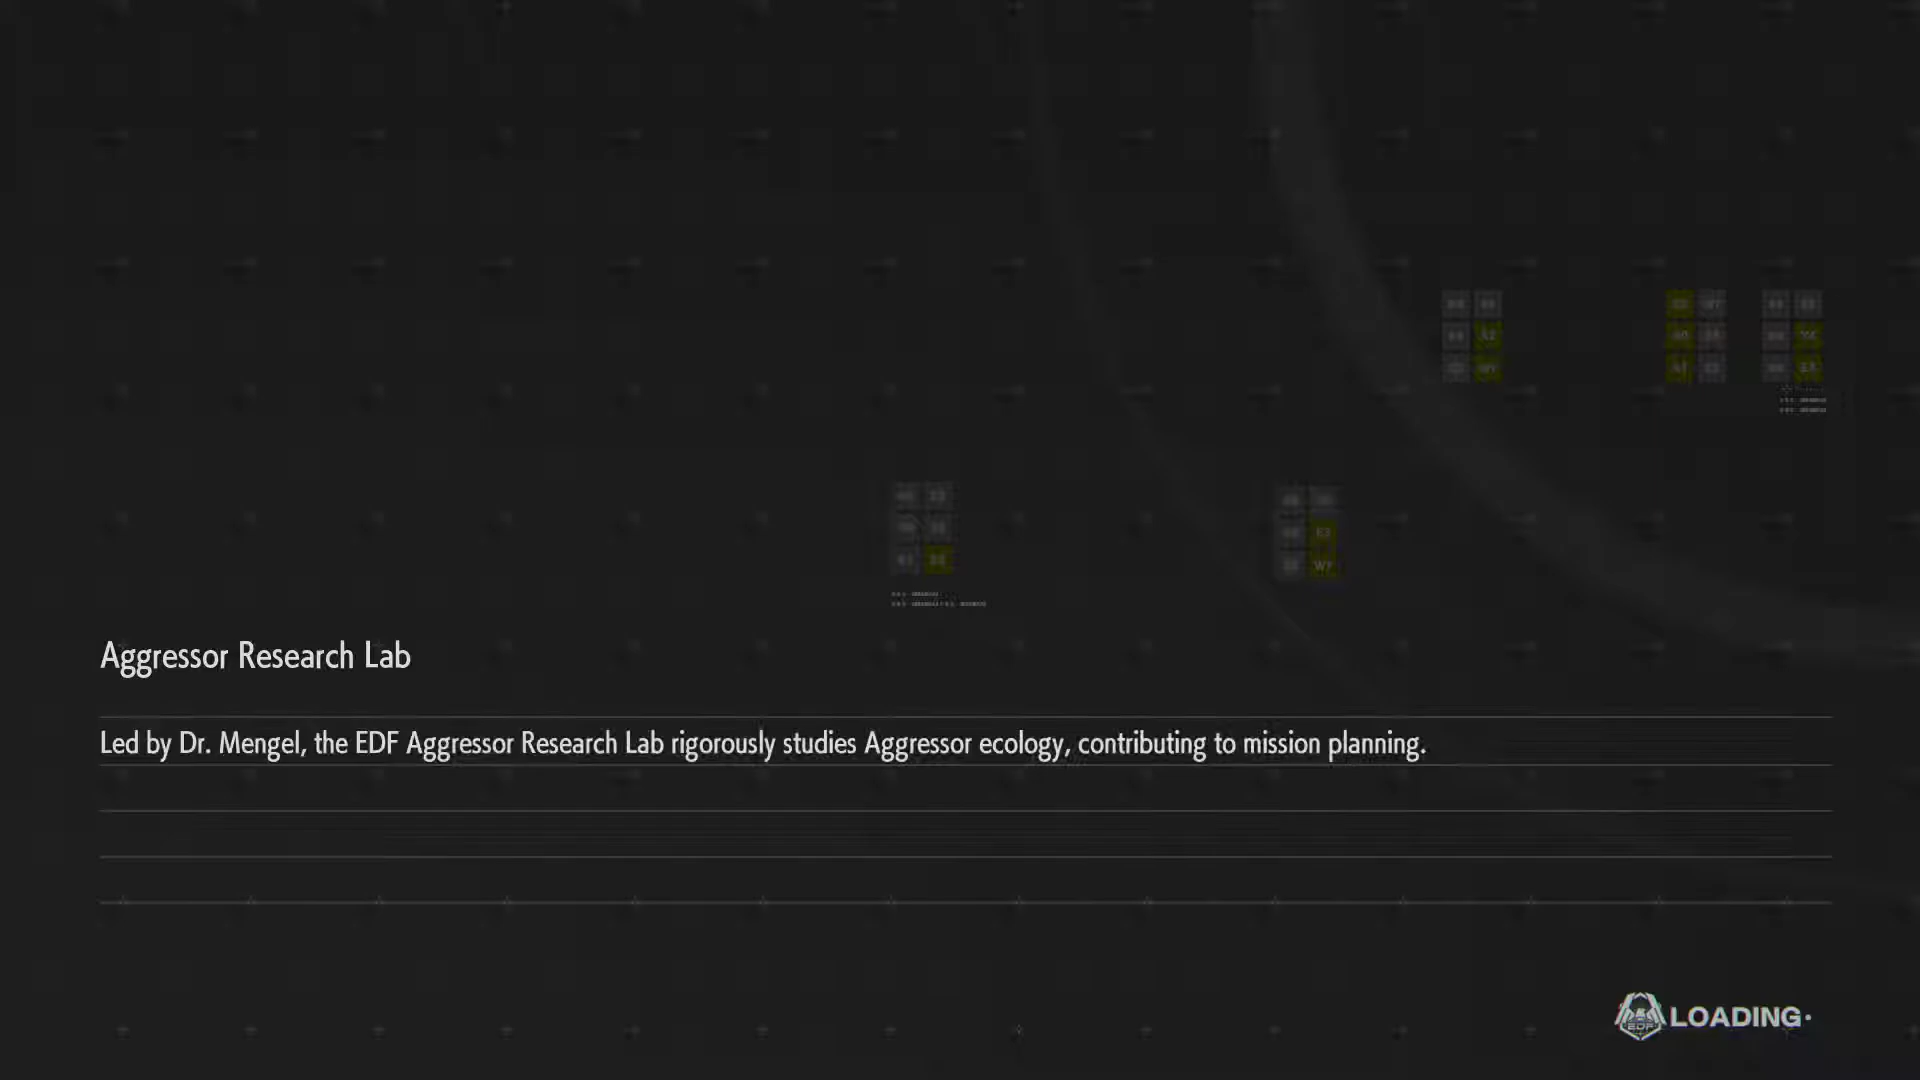 Aggressor Research Lab
Led by Dr. Mengel, the EDF Aggressor Research Lab rigorously studies Aggressor ecology, contributing to mission planning.
EDF
LOADING·